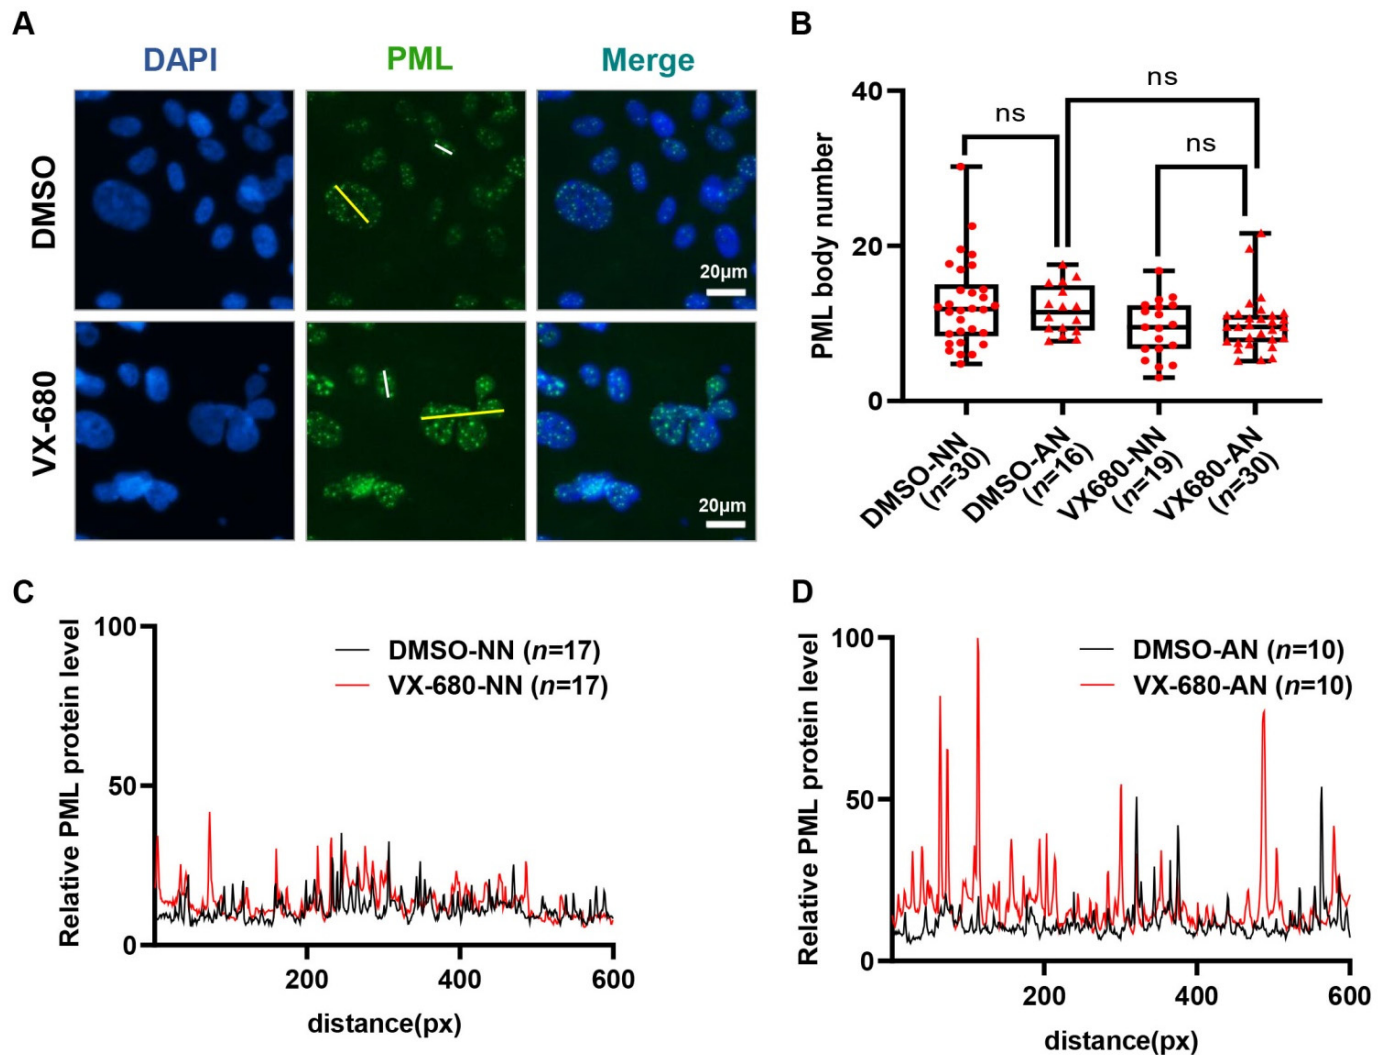 A
DAPI
PML
Merge
DMSO
20μm
VX-680
20μm
B
PML body number
40
20
0
ns
ns
ns
DMSO-NN
(n=30)
DMSO-AN
(n=16)
VX680-NN
(n=19)
VX680-AN
(n=30)
C
Relative PML protein level
100
50
0
DMSO-NN (n=17)
VX-680-NN (n=17)
200
400
600
distance(px)
D
Relative PML protein level
100
50
0
DMSO-AN (n=10)
VX-680-AN (n=10)
200
400
600
distance(px)